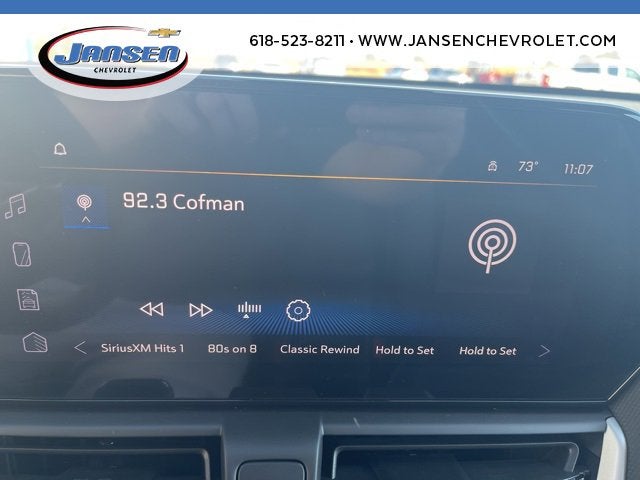 JANSEN
CHEVROLET
618-523-8211 • WWW.JANSENCHEVROLET.COM
73° 11:07
92.3 Cofman
SiriusXM Hits 1 80s on 8 Classic Rewind Hold to Set Hold to Set